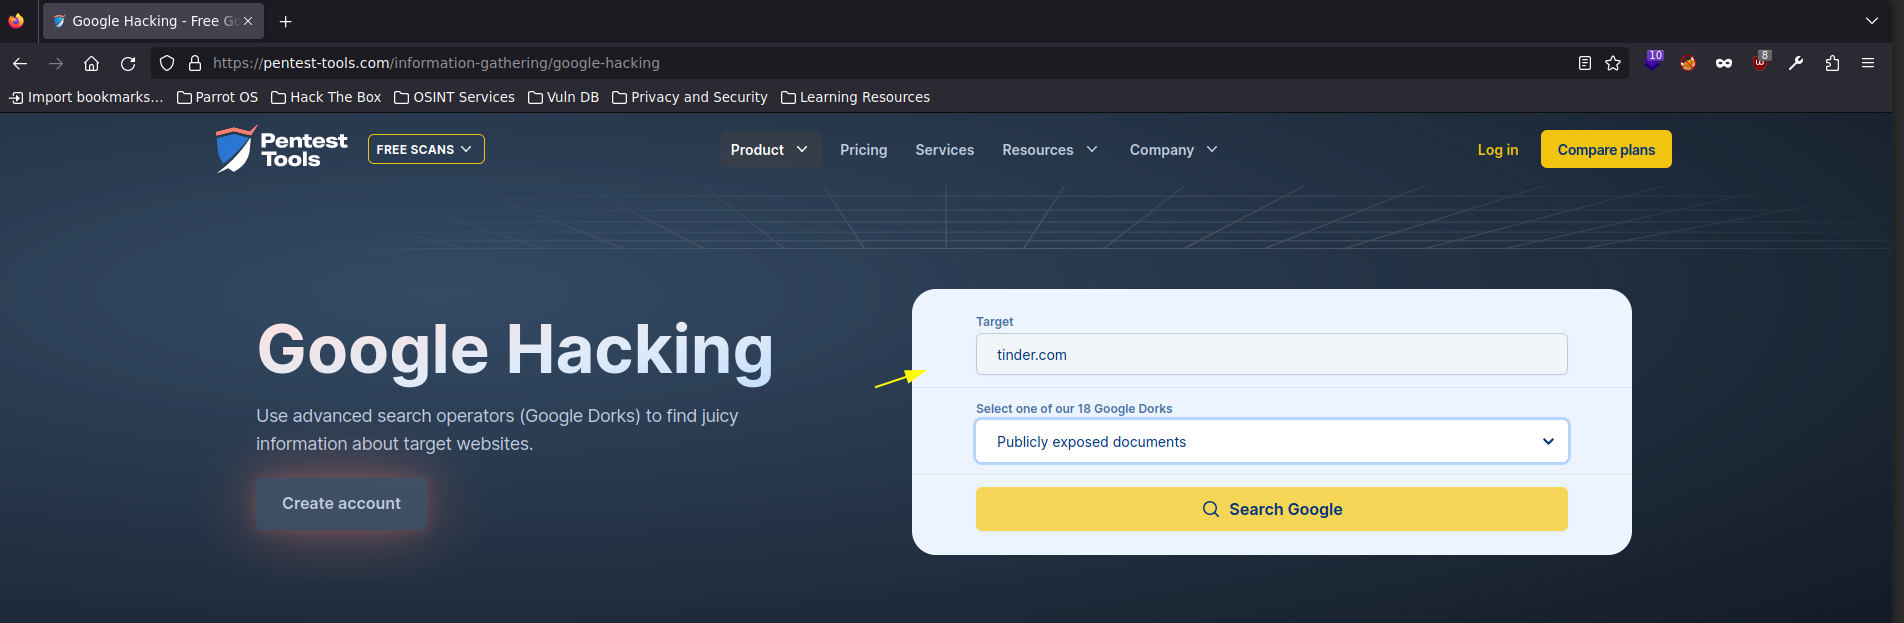 Google Hacking - Free Go
https://pentest-tools.com/information-gathering/google-hacking
10
8
Import bookmarks...
Parrot OS
Hack The Box
OSINT Services
Vuln DB
Privacy and Security
Learning Resources
Pentest
Tools
FREE SCANS
Product
Pricing
Services
Resources
Company
Log in
Compare plans
Google Hacking
Use advanced search operators (Google Dorks) to find juicy
information about target websites.
Create account
Target
tinder.com
Select one of our 18 Google Dorks
Publicly exposed documents
Search Google